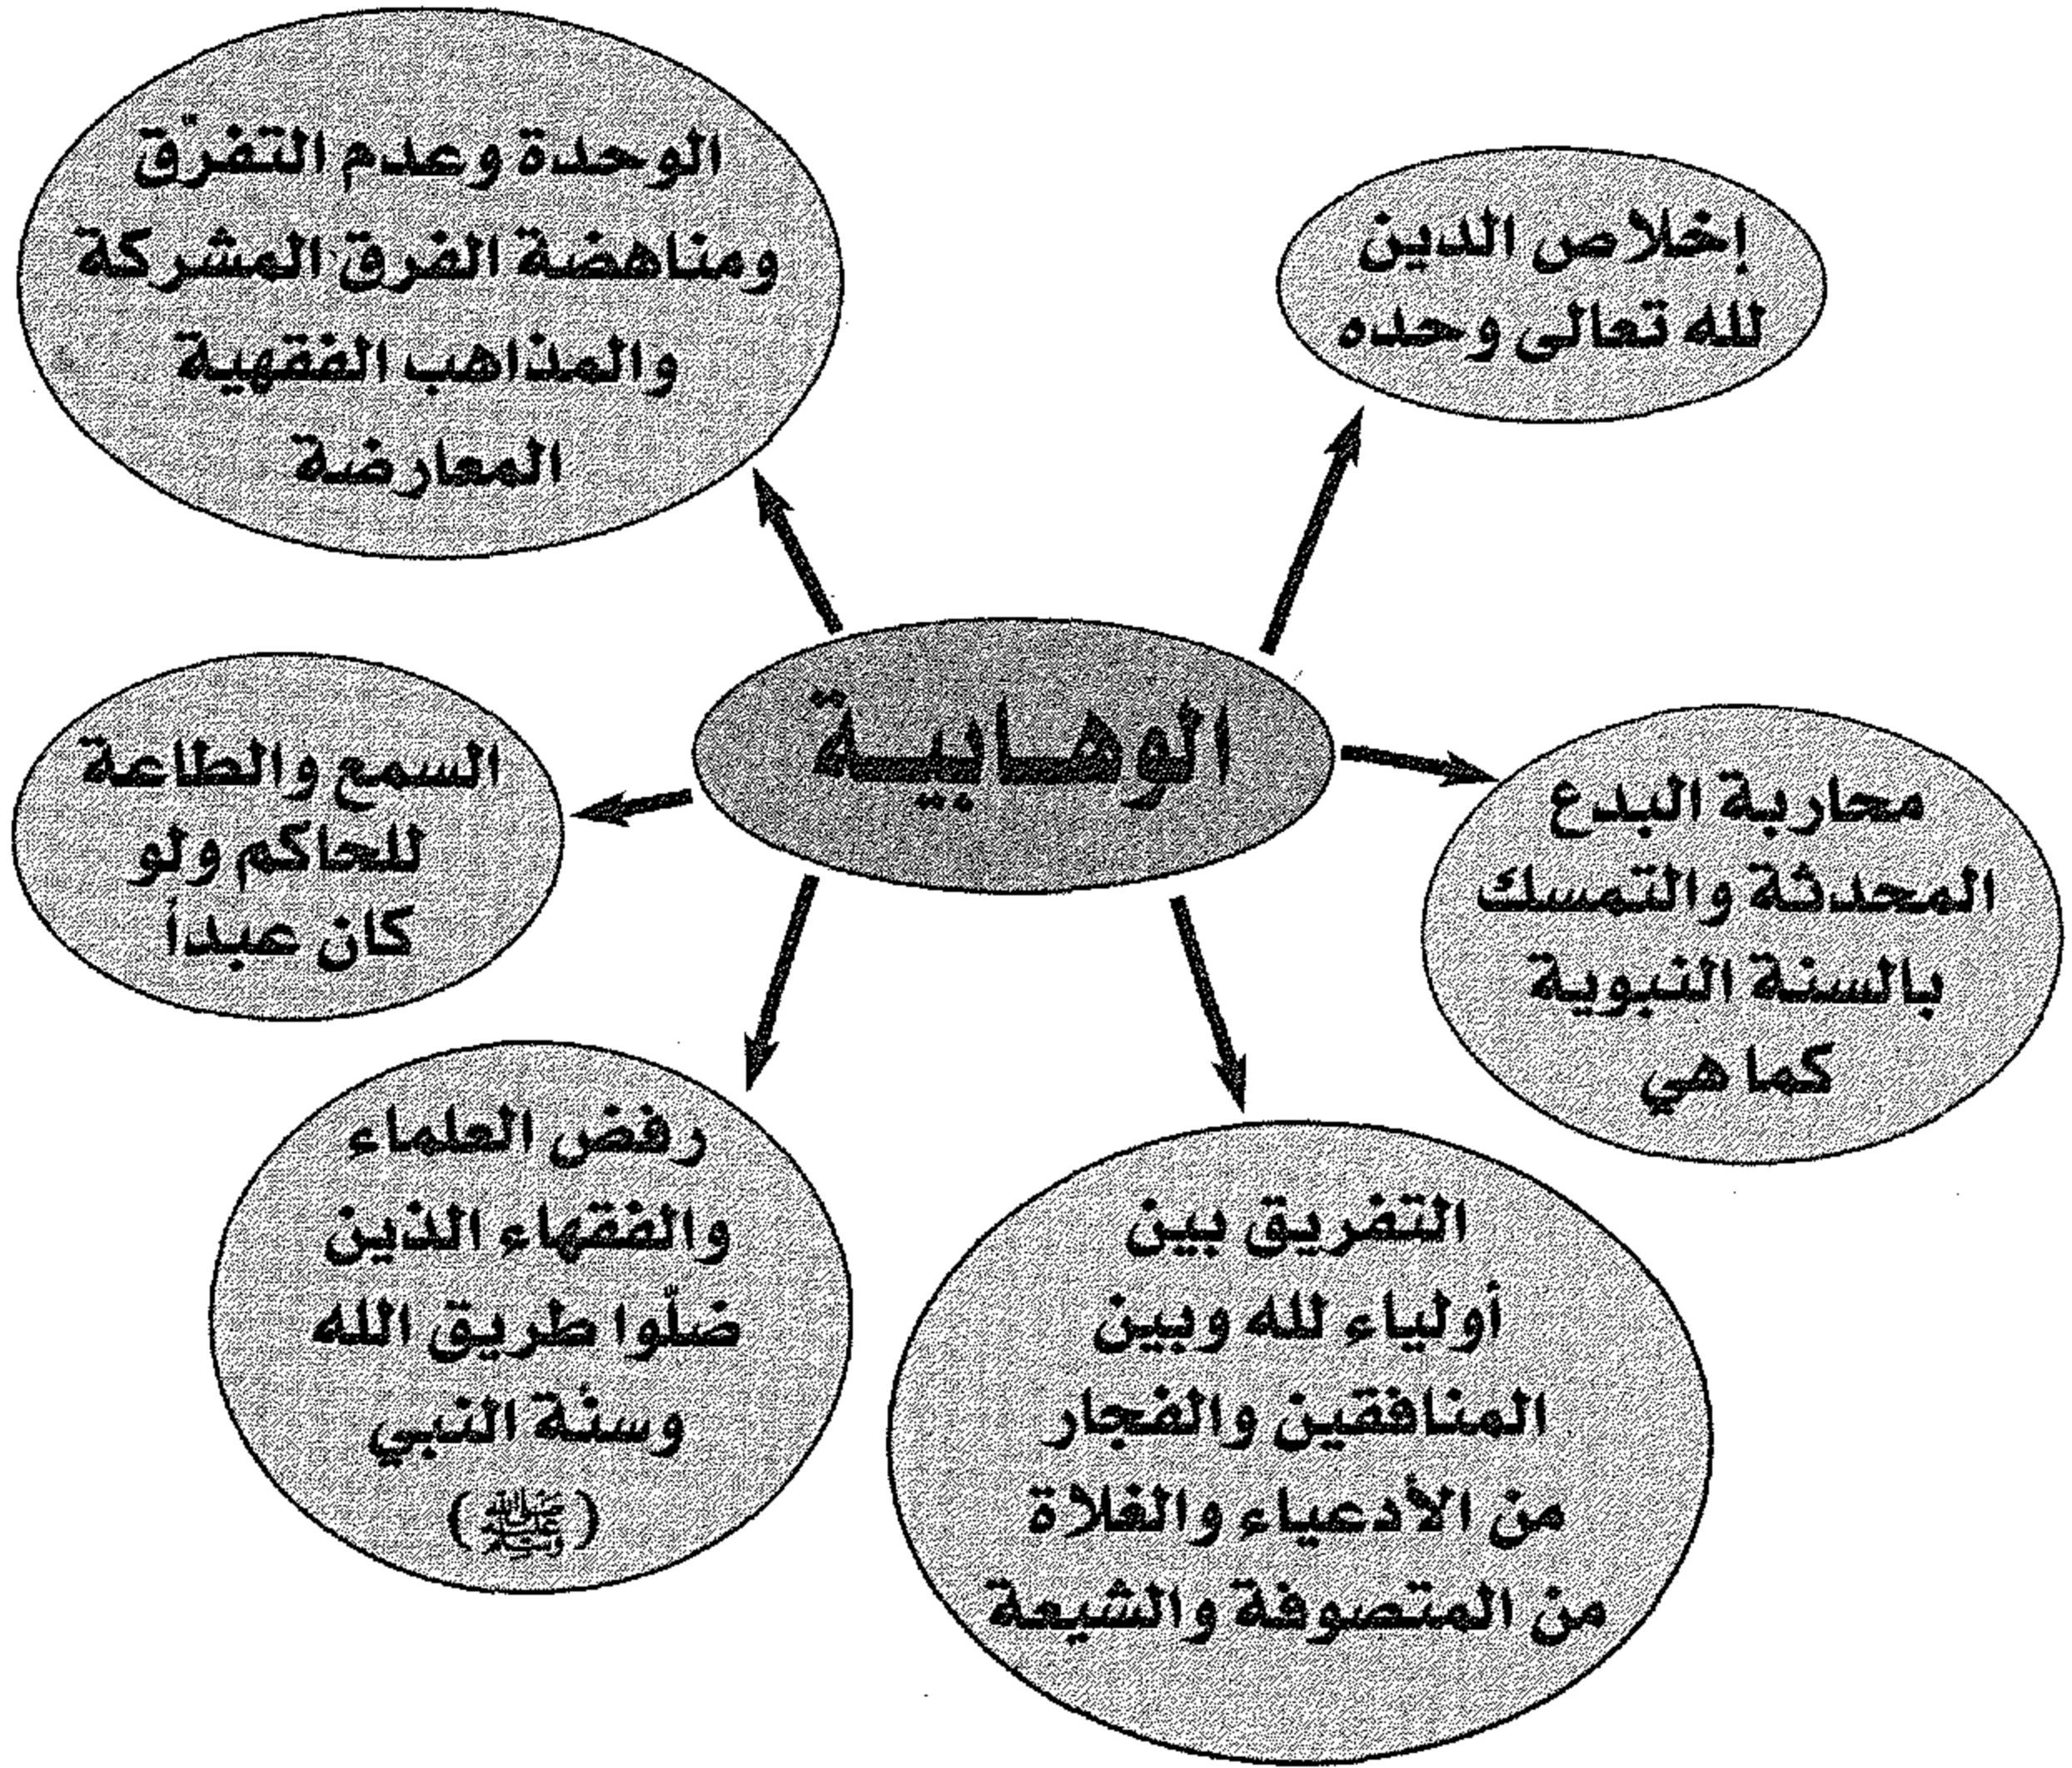 الوهـابيـة
إخلاص الدين
لله تعالى وحده
محاربة البدع
المحدثة والتمسك
بالسنة النبوية
كما هي
التفريق بين
أولياء لله وبين
المنافقين والفجار
من الأدعياء والغلاة
من المتصوفة والشيعة
رفض العلماء
والفقهاء الذين
ضلّوا طريق الله
وسنة النبي
(ﷺ)
السمع والطاعة
للحاكم ولو
كان عبداً
الوحدة وعدم التفرّق
ومناهضة الفرق المشركة
والمذاهب الفقهية
المعارضة